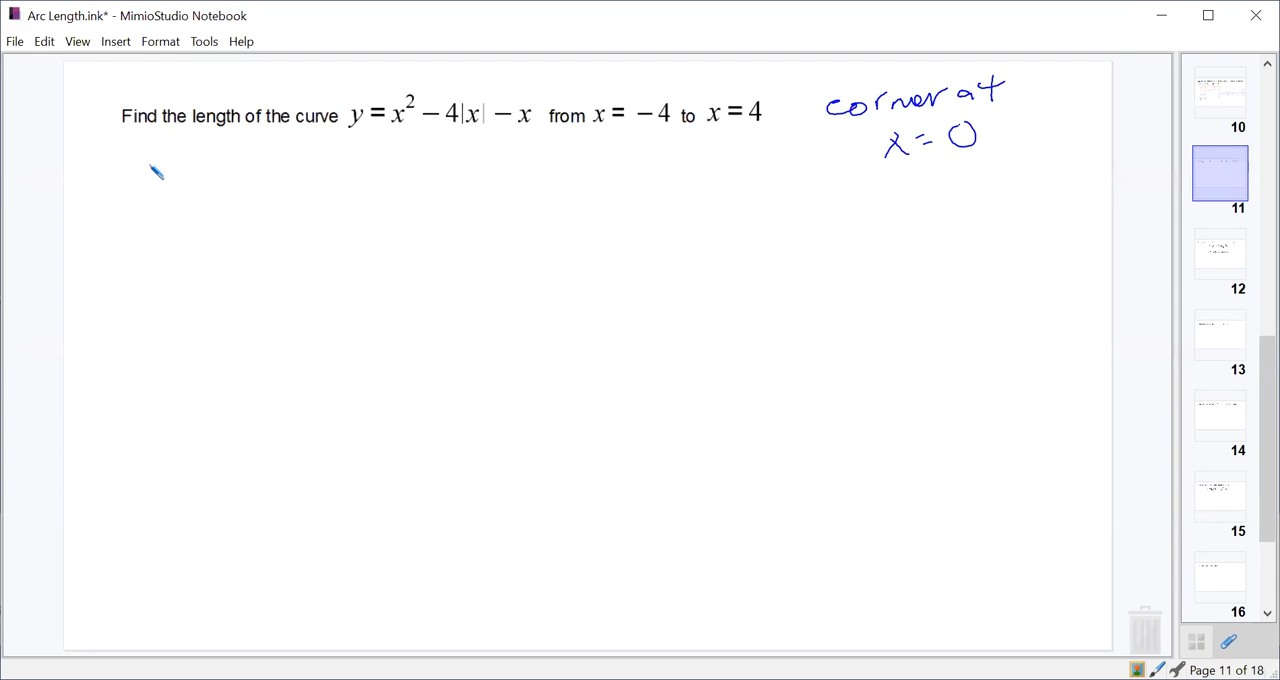 Arc Length.ink* - MimioStudio Notebook
File Edit View Insert Format Tools Help
Find the length of the curve y = x² − 4|x| − x from x = −4 to x = 4
corner at
x = 0
10
11
12
13
14
15
16
Page 11 of 18